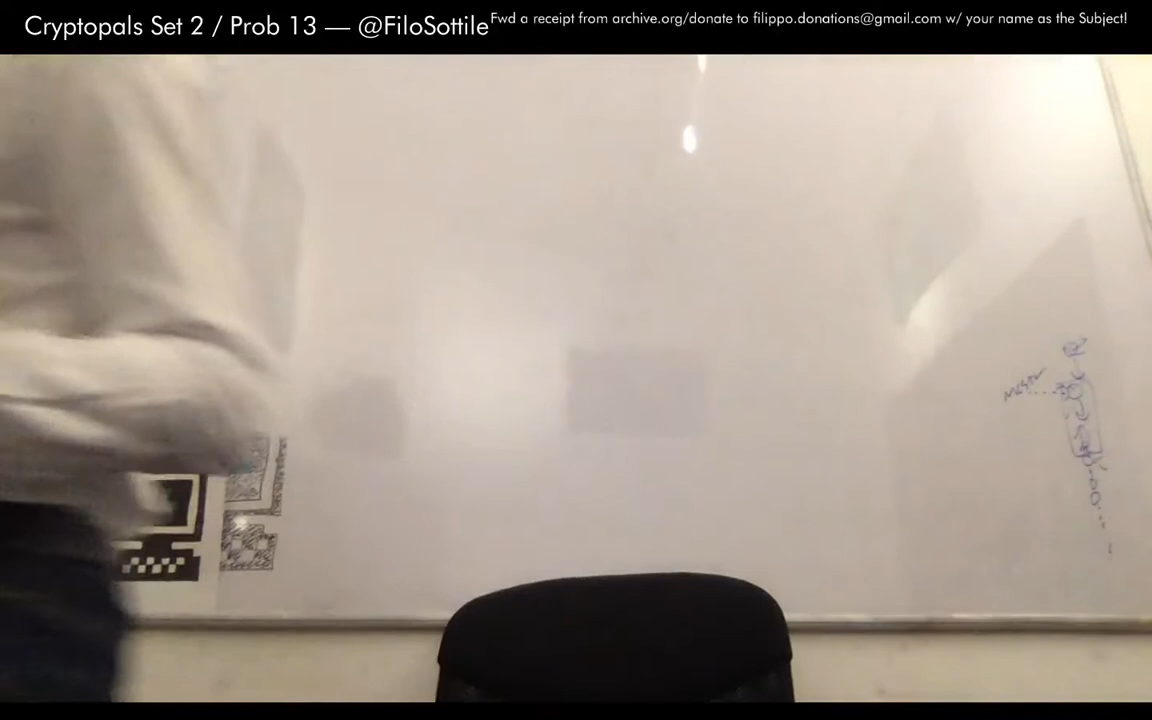 Cryptopals Set 2 / Prob 13 — @FiloSottile
Fwd a receipt from archive.org/donate to filippo.donations@gmail.com w/ your name as the Subject!